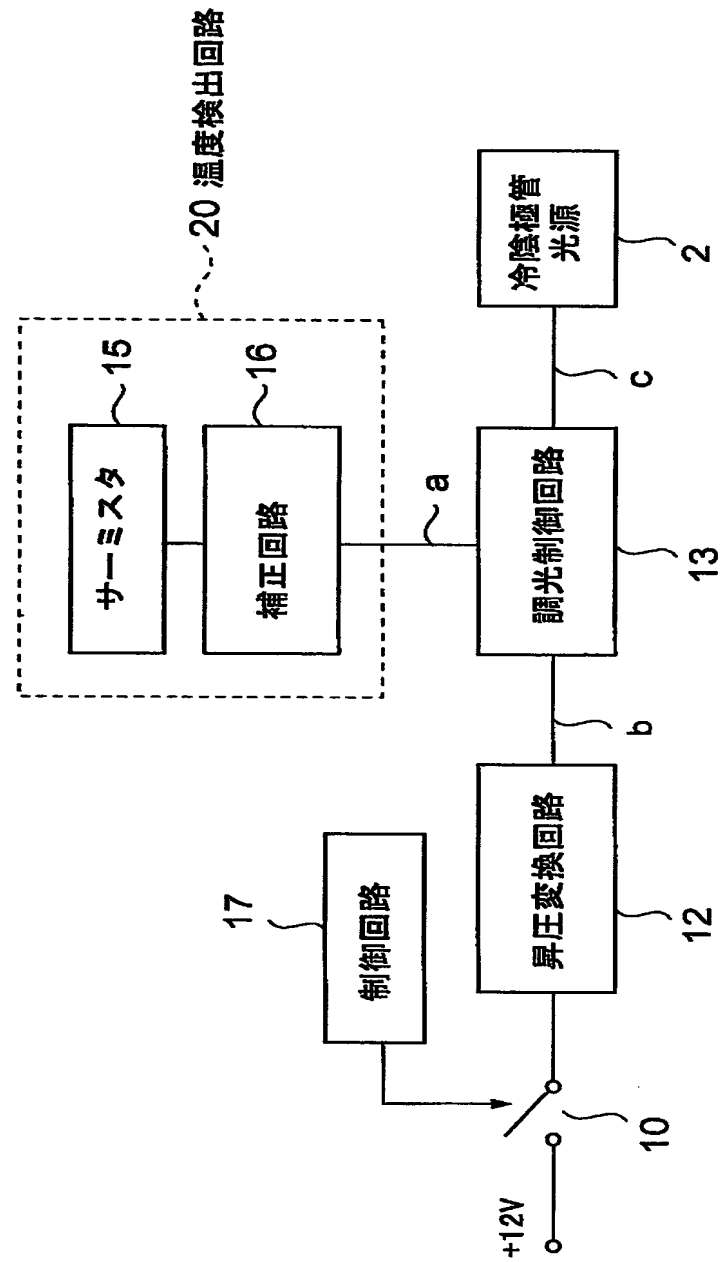 20 温度検出回路
15
サーミスタ
16
補正回路
a
17
制御回路
+12V
10
昇圧変換回路
12
b
調光制御回路
13
c
冷陰極管
光源
2